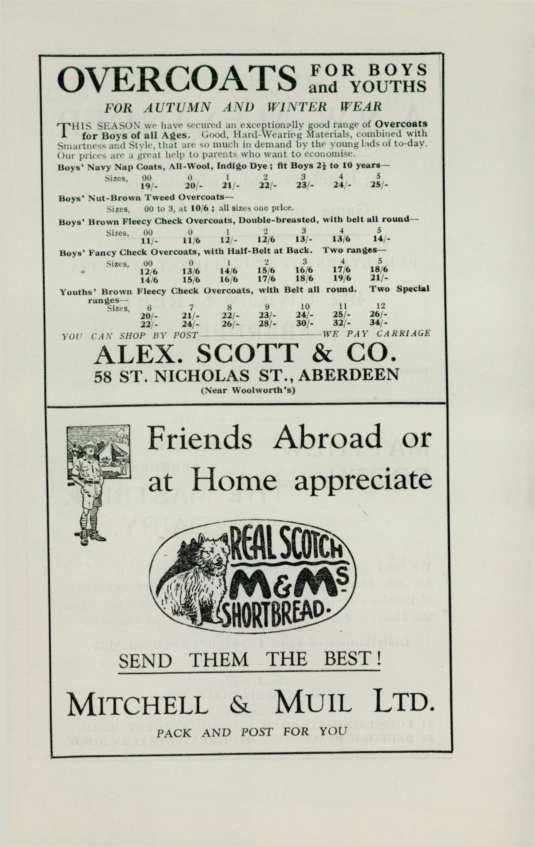 OVERCOATS FOR BOYS and YOUTHS
FOR AUTUMN AND WINTER WEAR
THIS SEASON we have secured an exceptionally good range of Overcoats
for Boys of all Ages. Good, Hard-Wearing Materials, combined with
Smartness and Style, that are so much in demand by the young lads of to-day.
Our prices are a great help to parents who want to economise.
Boys' Navy Nap Coats, All-Wool, Indigo Dye ; fit Boys 2½ to 10 years—
Sizes, 00 0 1 2 3 4 5
19/- 20/- 21/- 22/- 23/- 24/- 25/-
Boys' Nut-Brown Tweed Overcoats—
Sizes, 00 to 3, at 10/6 ; all sizes one price.
Boys' Brown Fleecy Check Overcoats, Double-breasted, with belt all round—
Sizes, 00 0 1 2 3 4 5
11/- 11/6 12/- 12/6 13/- 13/6 14/-
Boys' Fancy Check Overcoats, with Half-Belt at Back. Two ranges—
Sizes, 00 0 1 2 3 4 5
12/6 13/6 14/6 15/6 16/6 17/6 18/6
14/6 15/6 16/6 17/6 18/6 19/6 21/-
Youths' Brown Fleecy Check Overcoats, with Belt all round. Two Special
ranges—
Sizes, 6 7 8 9 10 11 12
20/- 21/- 22/- 23/- 24/- 25/- 26/-
22/- 24/- 26/- 28/- 30/- 32/- 34/-
YOU CAN SHOP BY POST——WE PAY CARRIAGE
ALEX. SCOTT & CO.
58 ST. NICHOLAS ST., ABERDEEN
(Near Woolworth's)
Friends Abroad or
at Home appreciate
REAL SCOTCH
M&Ms
SHORTBREAD.
SEND THEM THE BEST!
MITCHELL & MUIL LTD.
PACK AND POST FOR YOU